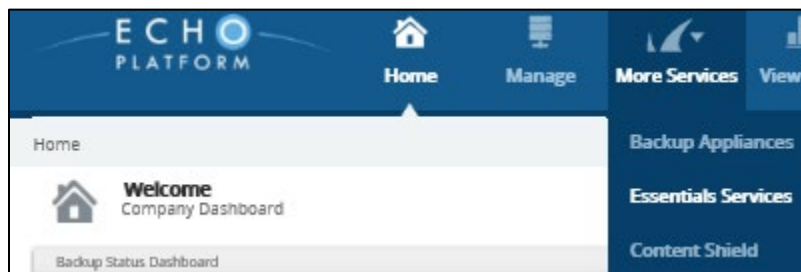 ECHO
PLATFORM
Home
Manage
More Services
View
Home
Welcome
Company Dashboard
Backup Status Dashboard
Backup Appliances
Essentials Services
Content Shield